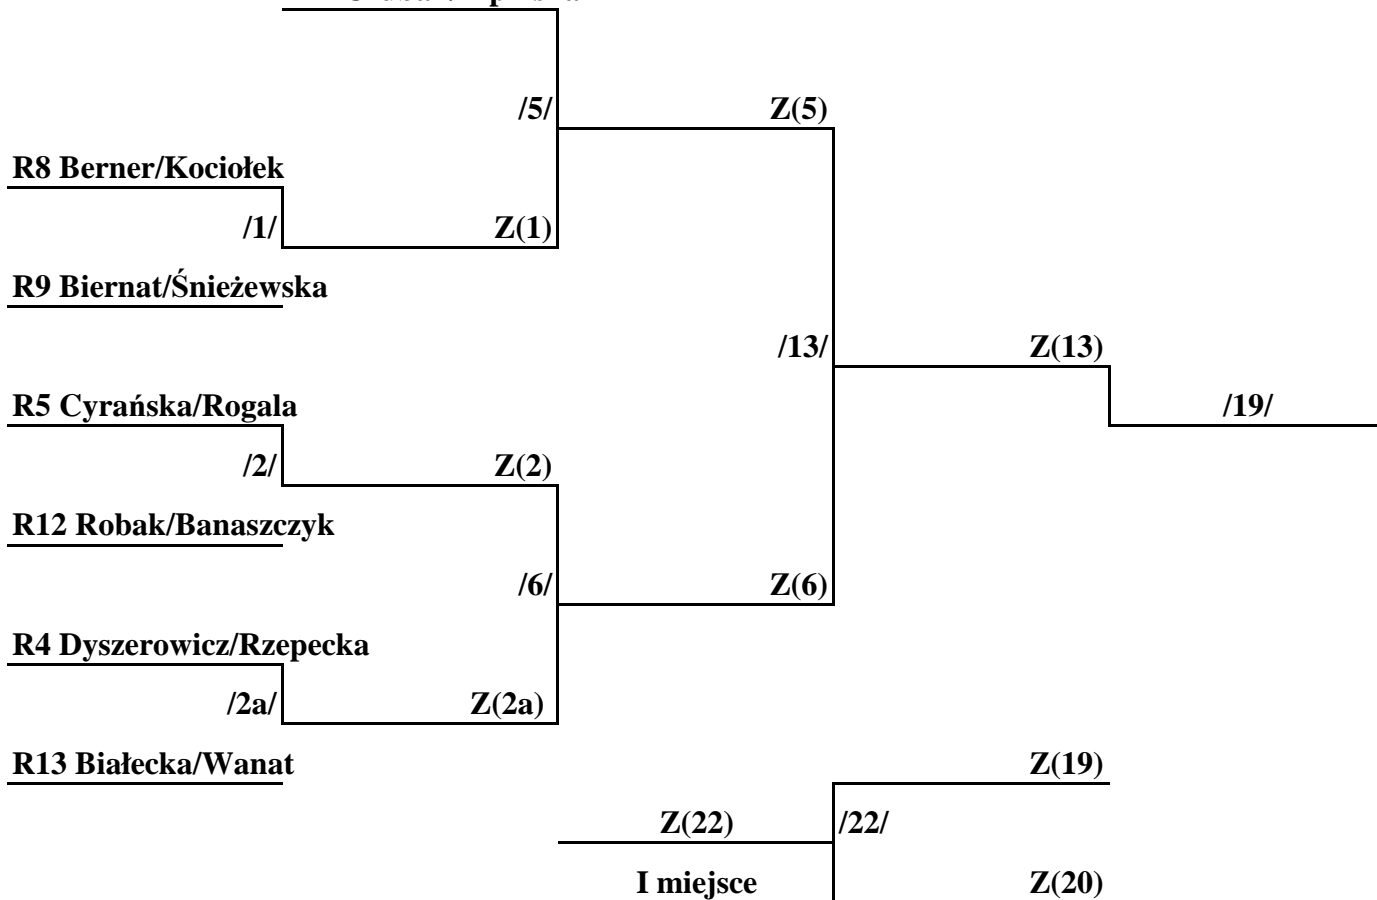 /5/ Z(5)
R8 Berner/Kociołek
/1/ Z(1)
R9 Biernat/Śnieżewska
/13/ Z(13)
R5 Cyrańska/Rogala /19/
/2/ Z(2)
R12 Robak/Banaszczyk
/6/ Z(6)
R4 Dyszerowicz/Rzepecka
/2a/ Z(2a)
R13 Białecka/Wanat Z(19)
Z(22) /22/
I miejsce Z(20)